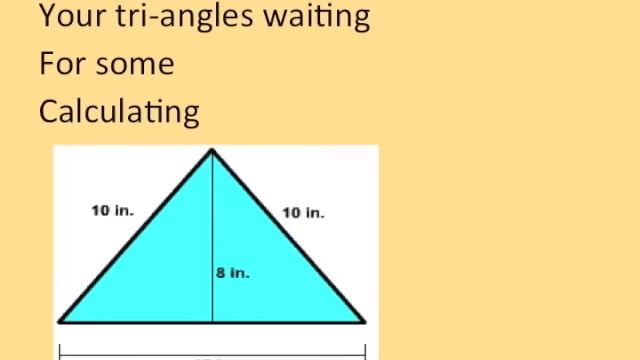 Your tri-angles waiting
For some
Calculating
10 in.
10 in.
8 in.